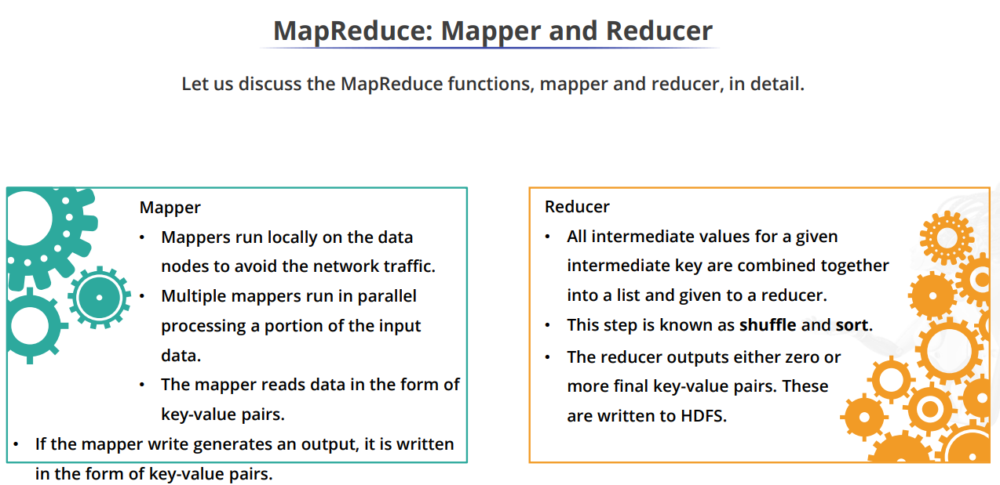 MapReduce: Mapper and Reducer
Let us discuss the MapReduce functions, mapper and reducer, in detail.
Mapper
• Mappers run locally on the data
nodes to avoid the network traffic.
• Multiple mappers run in parallel
processing a portion of the input
data.
• The mapper reads data in the form of
key-value pairs.
• If the mapper write generates an output, it is written
in the form of key-value pairs.
Reducer
• All intermediate values for a given
intermediate key are combined together
into a list and given to a reducer.
• This step is known as shuffle and sort.
• The reducer outputs either zero or
more final key-value pairs. These
are written to HDFS.